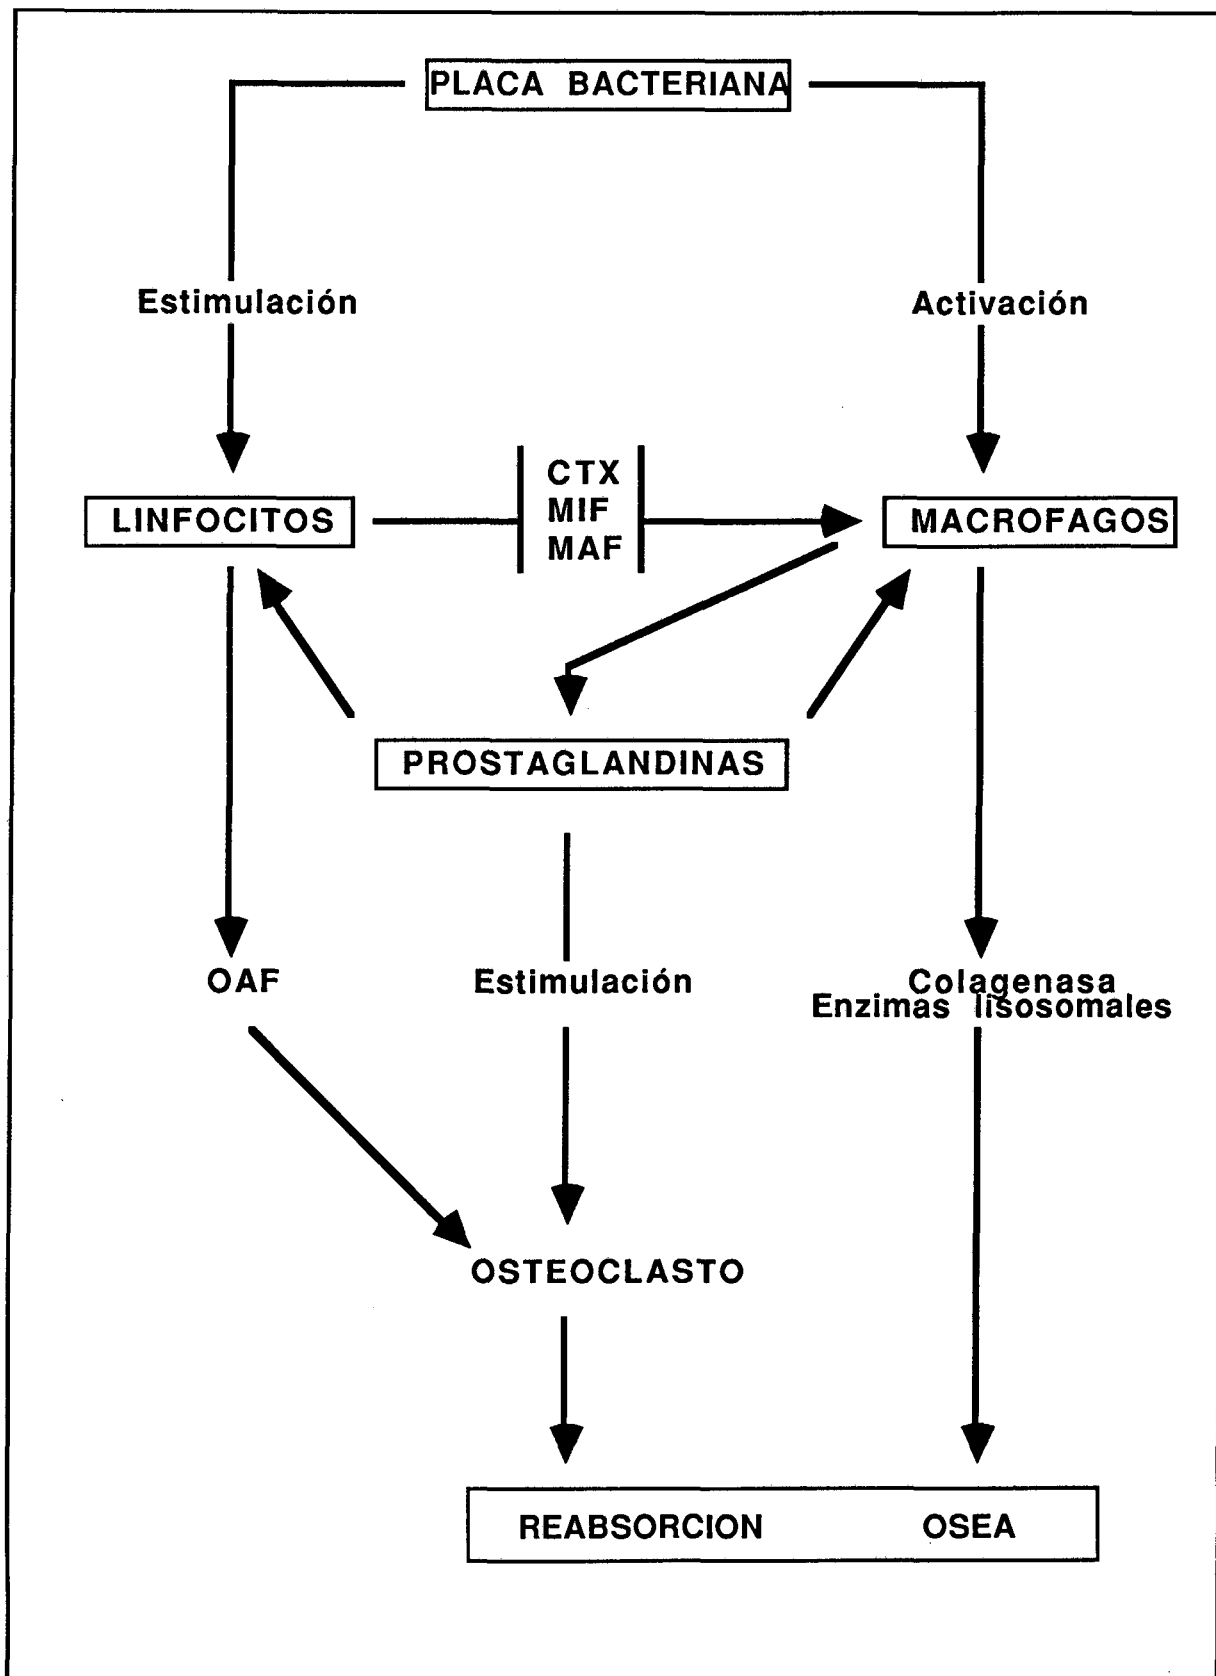 PLACA BACTERIANA
Estimulación
Activación
CTX
MIF
MAF
LINFOCITOS
MACROFAGOS
PROSTAGLANDINAS
OAF
Estimulación
Colagenasa
Enzimas lisosomales
OSTEOCLASTO
REABSORCION OSEA